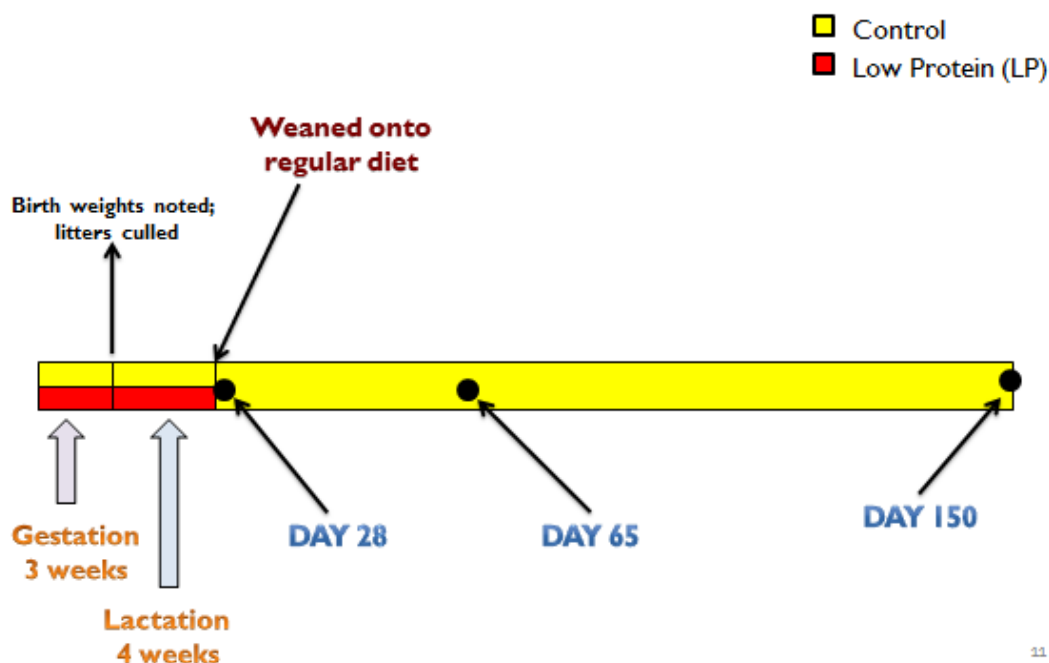 Control
Low Protein (LP)
Weaned onto
regular diet
Birth weights noted;
litters culled
DAY 28
DAY 65
DAY 150
Gestation
3 weeks
Lactation
4 weeks
11